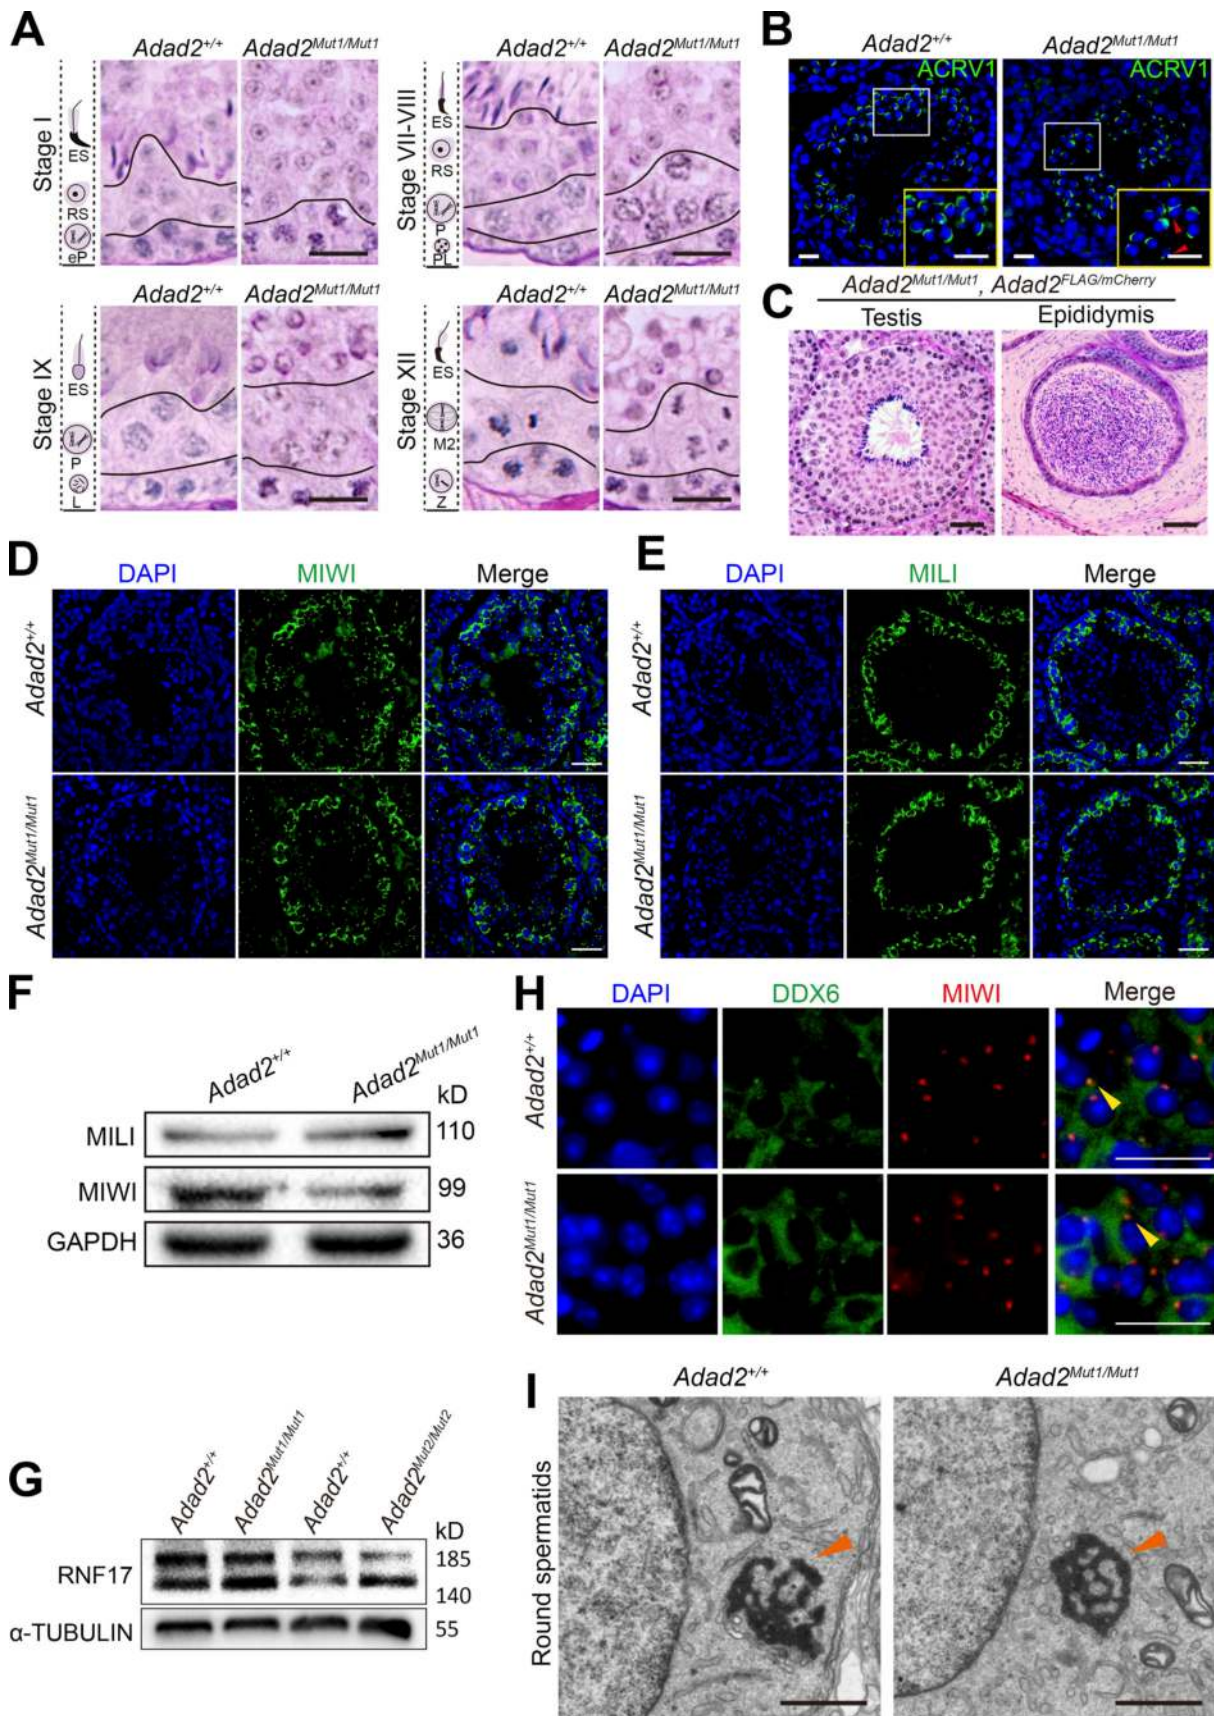 A
Adad2+/+ Adad2Mut1/Mut1
Stage I
ES
RS
eP
Adad2+/+ Adad2Mut1/Mut1
Stage VII-VIII
ES
RS
P
PL
Adad2+/+ Adad2Mut1/Mut1
Stage IX
ES
P
L
Adad2+/+ Adad2Mut1/Mut1
Stage XII
ES
M2
Z
B
Adad2+/+ Adad2Mut1/Mut1
ACRV1 ACRV1
C
Adad2Mut1/Mut1, Adad2FLAG/mCherry
Testis Epididymis
D
DAPI MIWI Merge
Adad2+/+
Adad2Mut1/Mut1
E
DAPI MILI Merge
Adad2+/+
Adad2Mut1/Mut1
F
Adad2+/+ Adad2Mut1/Mut1
kD
MILI 110
MIWI 99
GAPDH 36
G
Adad2+/+ Adad2Mut1/Mut1 Adad2+/+ Adad2Mut2/Mut2
kD
RNF17 185
140
α-TUBULIN 55
H
DAPI DDX6 MIWI Merge
Adad2+/+
Adad2Mut1/Mut1
I
Adad2+/+ Adad2Mut1/Mut1
Round spermatids